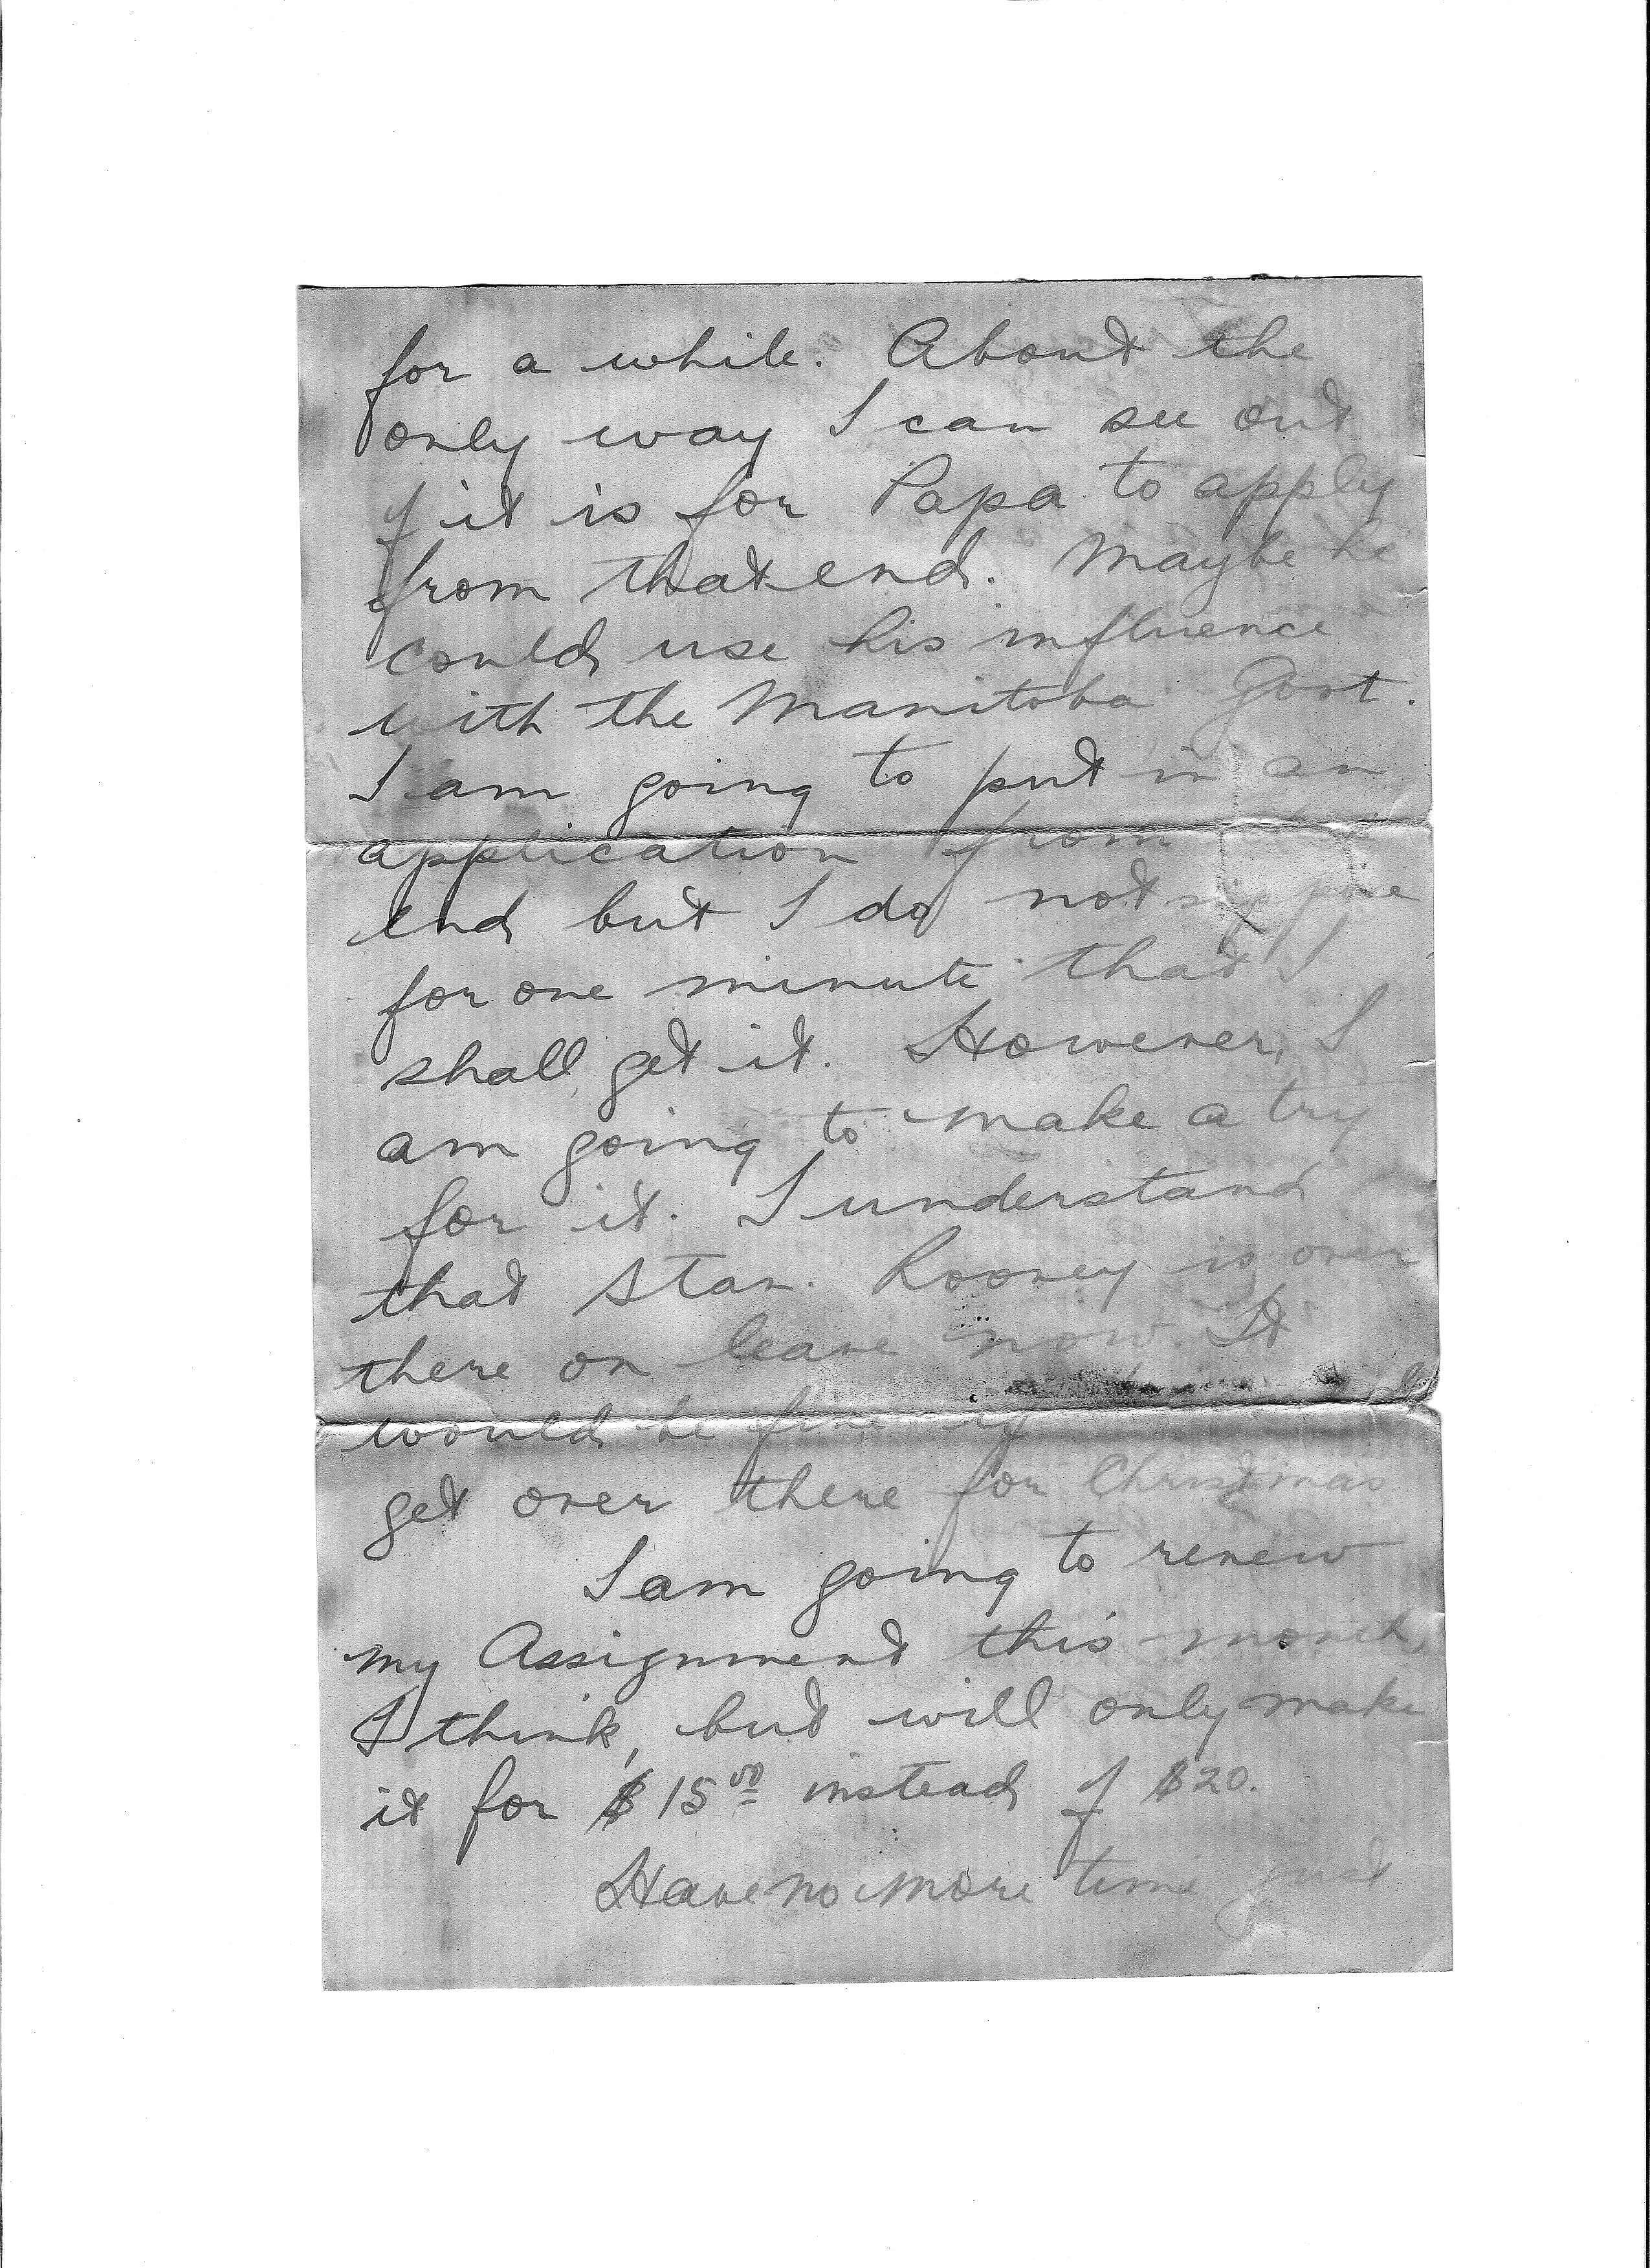 for a while. About the
only way I can see out
of it is for Papa to apply
from that end. Maybe he
could use his influence
with the Manitoba Govt.
I am going to put in an
application from
end but I do not suppose
for one minute that I
shall get it. However, I
am going to make a try
for it. I understand
that Stan. Rooney is over
there on leave now. It
would be fine if
get over there for Christmas
I am going to renew
my Assignment this month,
I think, but will only make
it for $15.00 instead of $20.
Have no more time just